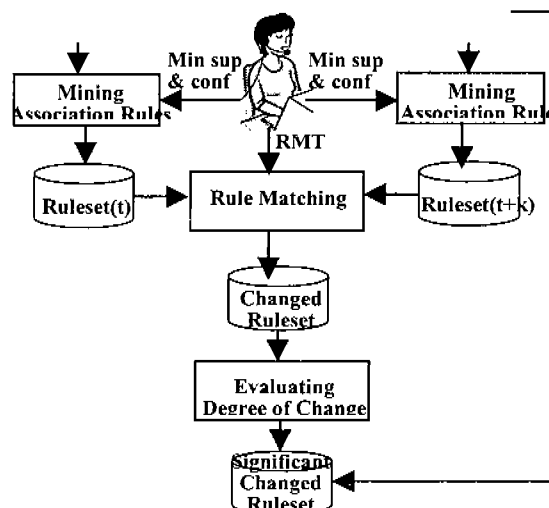 Min sup Min sup
& conf & conf
Mining
Association Rules
Mining
Association Rule
RMT
Ruleset(t)
Rule Matching
Ruleset(t+k)
Changed
Ruleset
Evaluating
Degree of Change
Significant
Changed
Ruleset